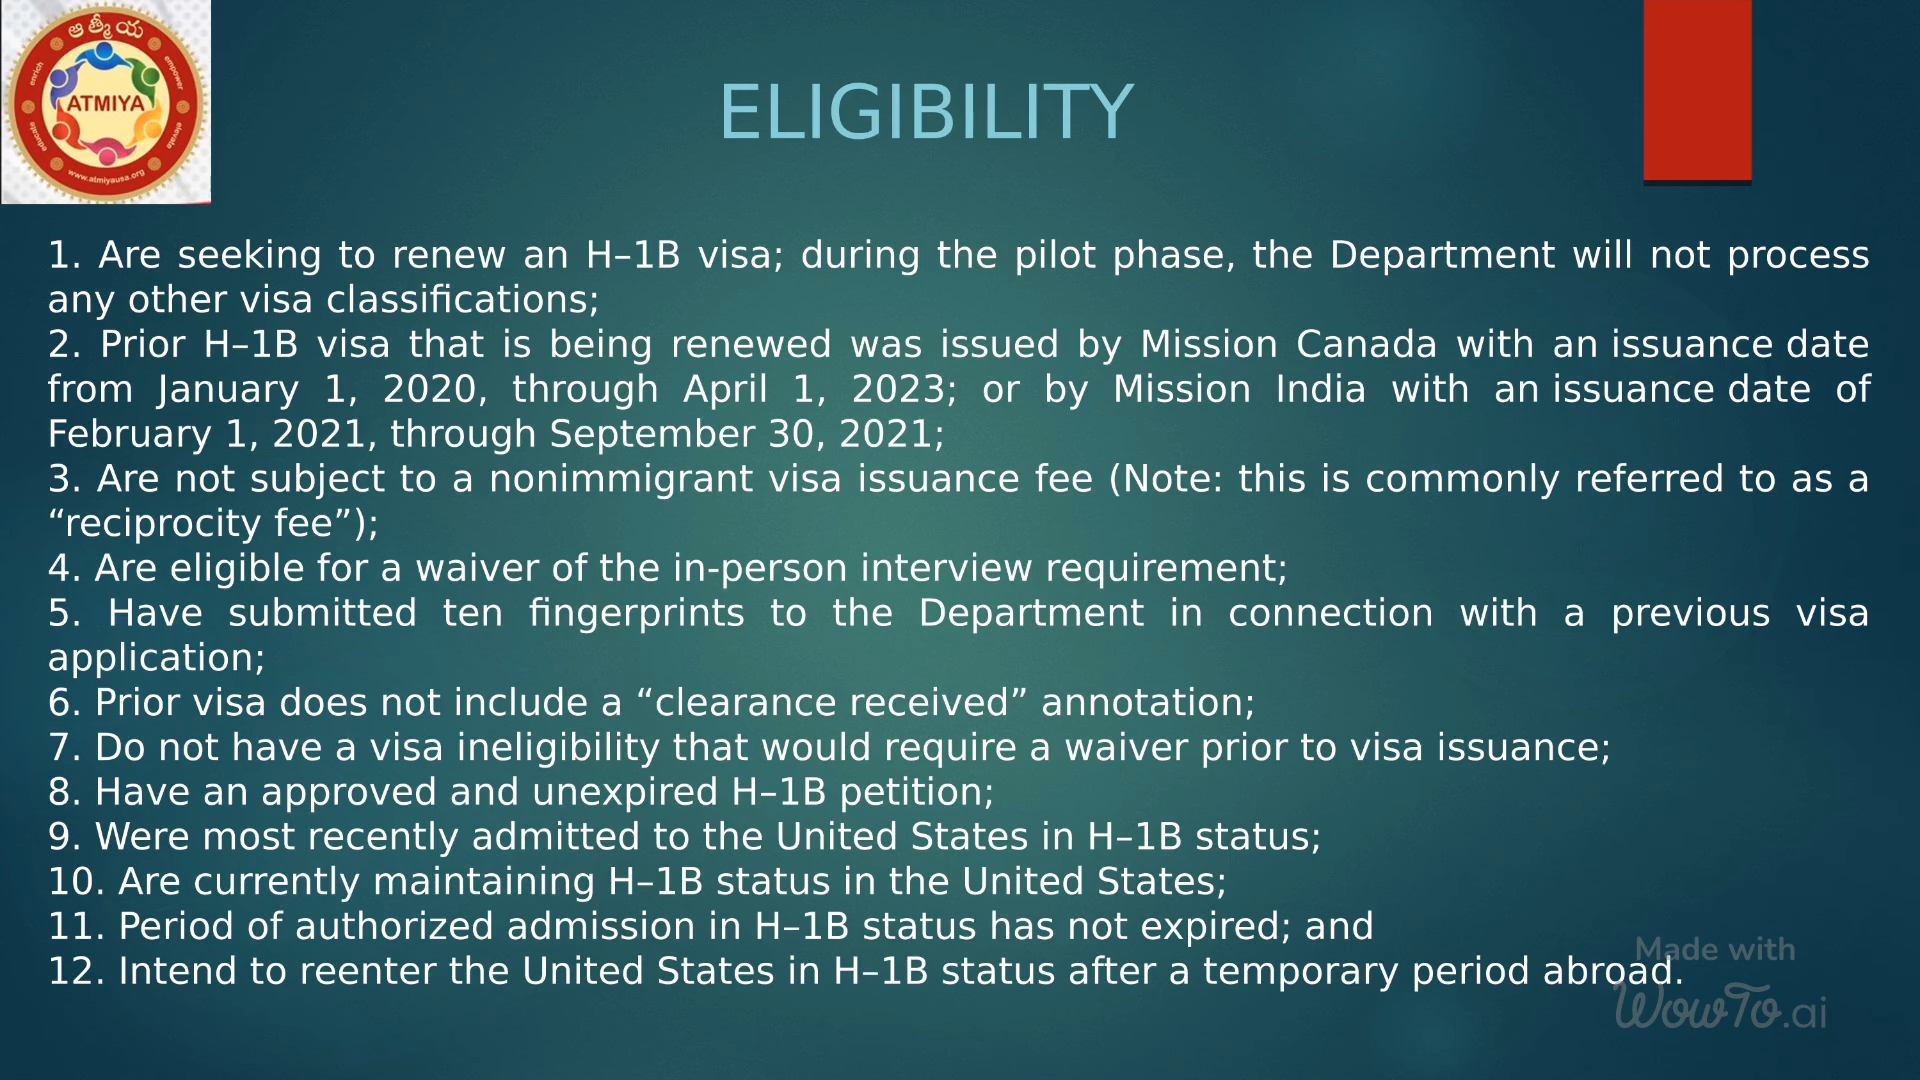 ఆత్మీయ
enrich
empower
ATMIYA
educate
elevate
www.atmiyausa.org
ELIGIBILITY
1. Are seeking to renew an H–1B visa; during the pilot phase, the Department will not process
any other visa classifications;
2. Prior H–1B visa that is being renewed was issued by Mission Canada with an issuance date
from January 1, 2020, through April 1, 2023; or by Mission India with an issuance date of
February 1, 2021, through September 30, 2021;
3. Are not subject to a nonimmigrant visa issuance fee (Note: this is commonly referred to as a
“reciprocity fee”);
4. Are eligible for a waiver of the in-person interview requirement;
5. Have submitted ten fingerprints to the Department in connection with a previous visa
application;
6. Prior visa does not include a “clearance received” annotation;
7. Do not have a visa ineligibility that would require a waiver prior to visa issuance;
8. Have an approved and unexpired H–1B petition;
9. Were most recently admitted to the United States in H–1B status;
10. Are currently maintaining H–1B status in the United States;
11. Period of authorized admission in H–1B status has not expired; and
12. Intend to reenter the United States in H–1B status after a temporary period abroad.
Made with
WowTo.ai